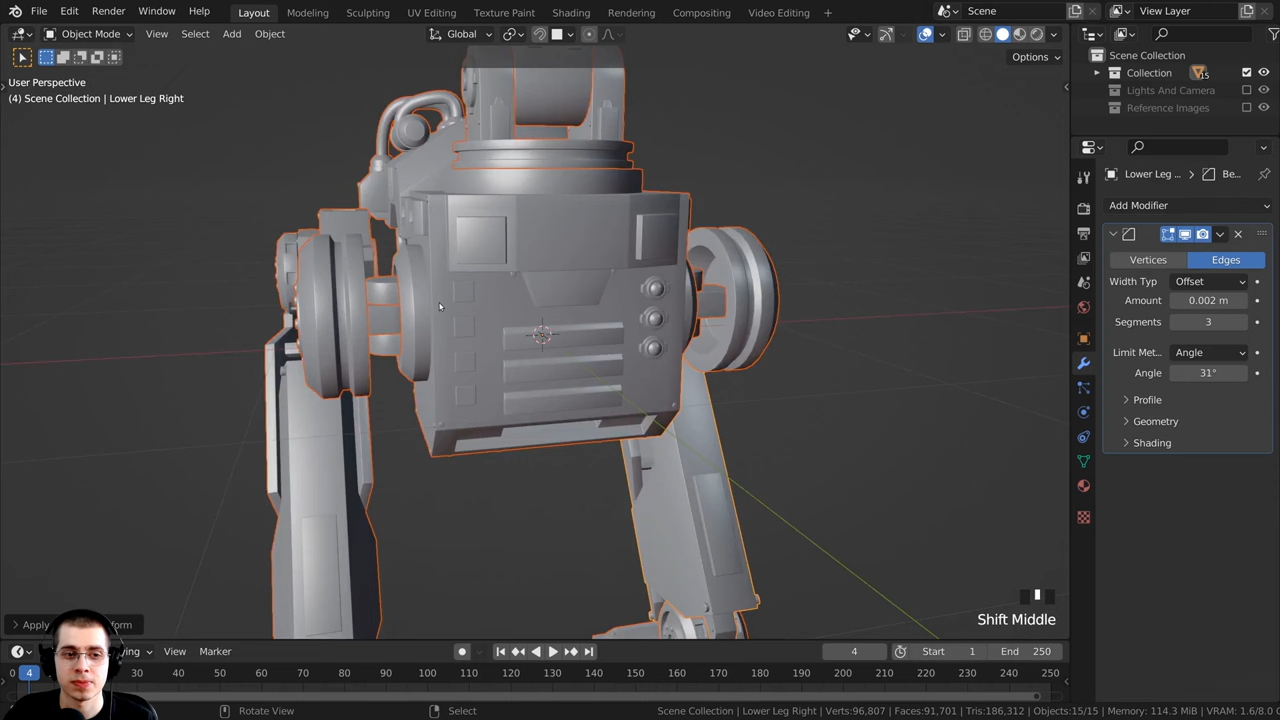 File Edit Render Window Help Layout Modeling Sculpting UV Editing Texture Paint Shading Rendering Compositing Video Editing Scene View Layer
Object Mode View Select Add Object Global
Options
User Perspective
(4) Scene Collection | Lower Leg Right
Scene Collection
Collection 15
Lights And Camera
Reference Images
Lower Leg ... Be...
Add Modifier
Vertices Edges
Width Type Offset
Amount 0.002 m
Segments 3
Limit Met... Angle
Angle 31°
Profile
Geometry
Shading
Shift Middle
Apply
View Marker
4 Start 1 End 250
4 10 20 30 40 50 60 70 80 90 100 110 120 130 140 150 160 170 180 190 200 210 220 230 240 250
Rotate View Select Scene Collection | Lower Leg Right Verts:96,807 Faces:91,701 Tris:186,312 Objects:15/15 Memory: 114.3 MiB VRAM: 1.6/8.0